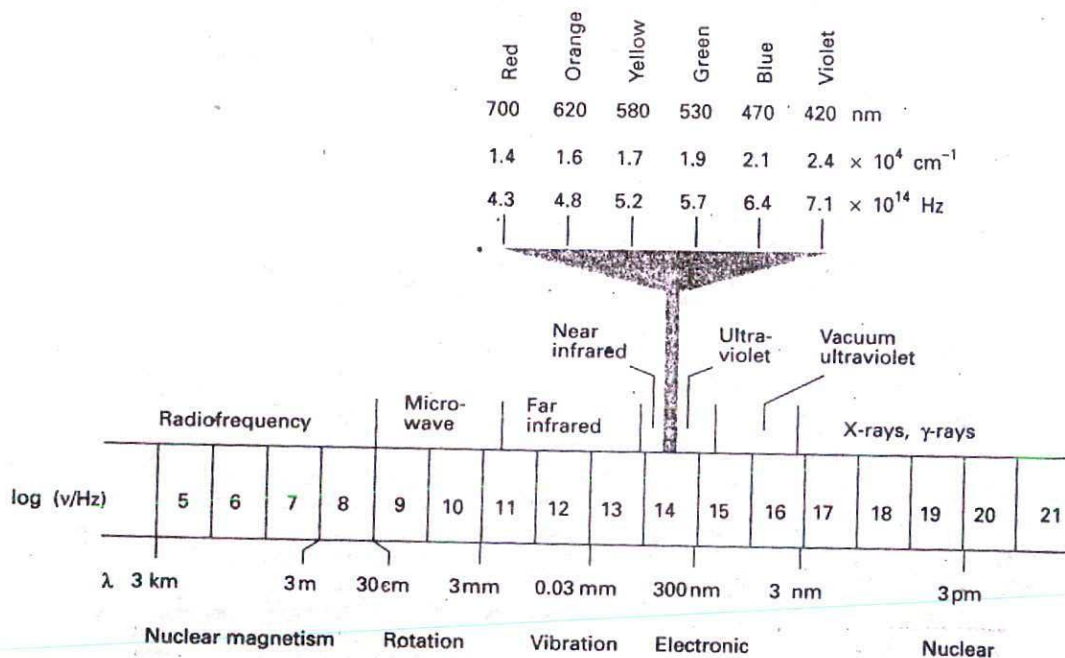 Red Orange Yellow Green Blue Violet
700 620 580 530 470 420 nm
1.4 1.6 1.7 1.9 2.1 2.4 × 10⁴ cm⁻¹
4.3 4.8 5.2 5.7 6.4 7.1 × 10¹⁴ Hz
Near
infrared
Ultra-
violet
Vacuum
ultraviolet
Radiofrequency
Micro-
wave
Far
infrared
X-rays, γ-rays
log (ν/Hz) 5 6 7 8 9 10 11 12 13 14 15 16 17 18 19 20 21
λ 3 km 3 m 30 cm 3 mm 0.03 mm 300 nm 3 nm 3 pm
Nuclear magnetism Rotation Vibration Electronic Nuclear